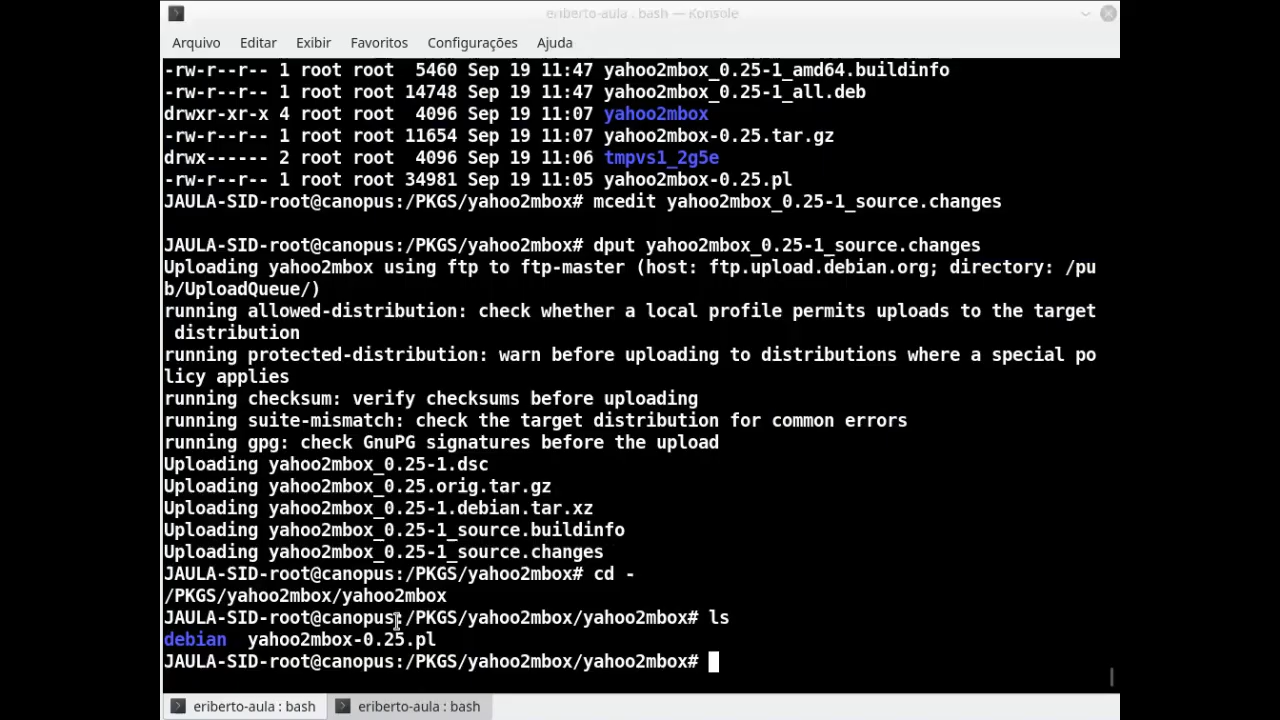 eriberto-aula : bash — Konsole
Arquivo Editar Exibir Favoritos Configurações Ajuda
-rw-r--r-- 1 root root  5460 Sep 19 11:47 yahoo2mbox_0.25-1_amd64.buildinfo
-rw-r--r-- 1 root root 14748 Sep 19 11:47 yahoo2mbox_0.25-1_all.deb
drwxr-xr-x 4 root root  4096 Sep 19 11:07 yahoo2mbox
-rw-r--r-- 1 root root 11654 Sep 19 11:07 yahoo2mbox-0.25.tar.gz
drwx------ 2 root root  4096 Sep 19 11:06 tmpvs1_2g5e
-rw-r--r-- 1 root root 34981 Sep 19 11:05 yahoo2mbox-0.25.pl
JAULA-SID-root@canopus:/PKGS/yahoo2mbox# mcedit yahoo2mbox_0.25-1_source.changes
JAULA-SID-root@canopus:/PKGS/yahoo2mbox# dput yahoo2mbox_0.25-1_source.changes
Uploading yahoo2mbox using ftp to ftp-master (host: ftp.upload.debian.org; directory: /pu
b/UploadQueue/)
running allowed-distribution: check whether a local profile permits uploads to the target
 distribution
running protected-distribution: warn before uploading to distributions where a special po
licy applies
running checksum: verify checksums before uploading
running suite-mismatch: check the target distribution for common errors
running gpg: check GnuPG signatures before the upload
Uploading yahoo2mbox_0.25-1.dsc
Uploading yahoo2mbox_0.25.orig.tar.gz
Uploading yahoo2mbox_0.25-1.debian.tar.xz
Uploading yahoo2mbox_0.25-1_source.buildinfo
Uploading yahoo2mbox_0.25-1_source.changes
JAULA-SID-root@canopus:/PKGS/yahoo2mbox# cd -
/PKGS/yahoo2mbox/yahoo2mbox
JAULA-SID-root@canopus:/PKGS/yahoo2mbox/yahoo2mbox# ls
debian  yahoo2mbox-0.25.pl
JAULA-SID-root@canopus:/PKGS/yahoo2mbox/yahoo2mbox#
eriberto-aula : bash eriberto-aula : bash